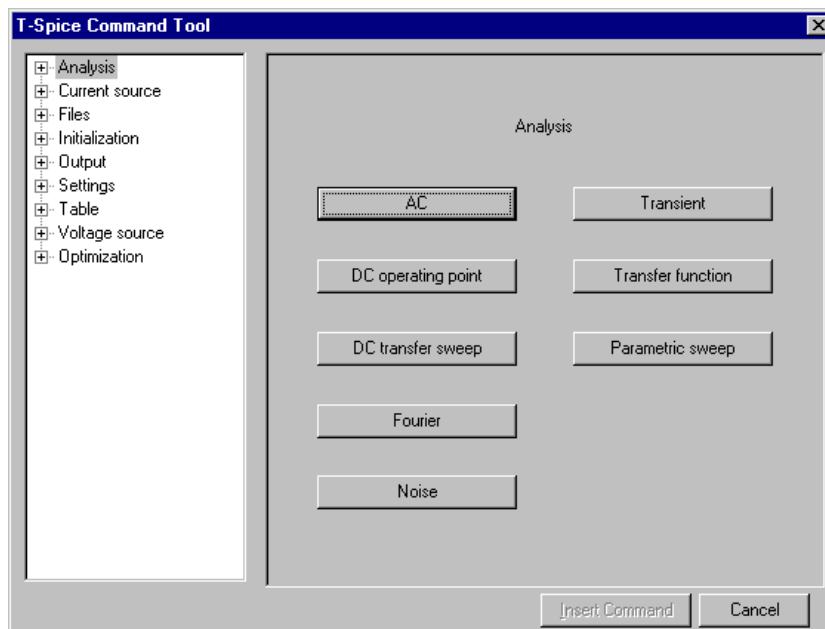 T-Spice Command Tool
Analysis
Current source
Files
Initialization
Output
Settings
Table
Voltage source
Optimization
Analysis
AC
Transient
DC operating point
Transfer function
DC transfer sweep
Parametric sweep
Fourier
Noise
Insert Command
Cancel